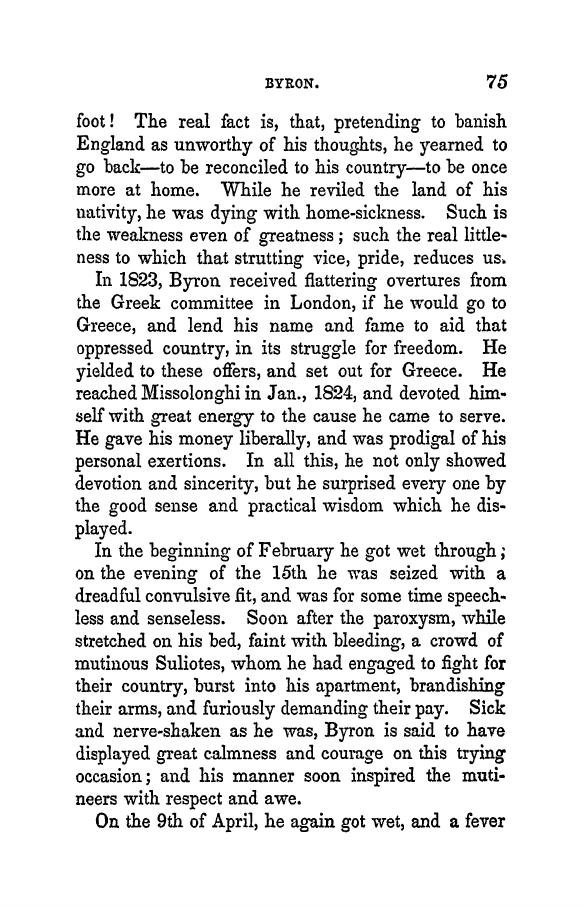 BYRON. 75
foot! The real fact is, that, pretending to banish
England as unworthy of his thoughts, he yearned to
go back—to be reconciled to his country—to be once
more at home. While he reviled the land of his
nativity, he was dying with home-sickness. Such is
the weakness even of greatness; such the real little-
ness to which that strutting vice, pride, reduces us.
In 1823, Byron received flattering overtures from
the Greek committee in London, if he would go to
Greece, and lend his name and fame to aid that
oppressed country, in its struggle for freedom. He
yielded to these offers, and set out for Greece. He
reached Missolonghi in Jan., 1824, and devoted him-
self with great energy to the cause he came to serve.
He gave his money liberally, and was prodigal of his
personal exertions. In all this, he not only showed
devotion and sincerity, but he surprised every one by
the good sense and practical wisdom which he dis-
played.
In the beginning of February he got wet through;
on the evening of the 15th he was seized with a
dreadful convulsive fit, and was for some time speech-
less and senseless. Soon after the paroxysm, while
stretched on his bed, faint with bleeding, a crowd of
mutinous Suliotes, whom he had engaged to fight for
their country, burst into his apartment, brandishing
their arms, and furiously demanding their pay. Sick
and nerve-shaken as he was, Byron is said to have
displayed great calmness and courage on this trying
occasion; and his manner soon inspired the muti-
neers with respect and awe.
On the 9th of April, he again got wet, and a fever